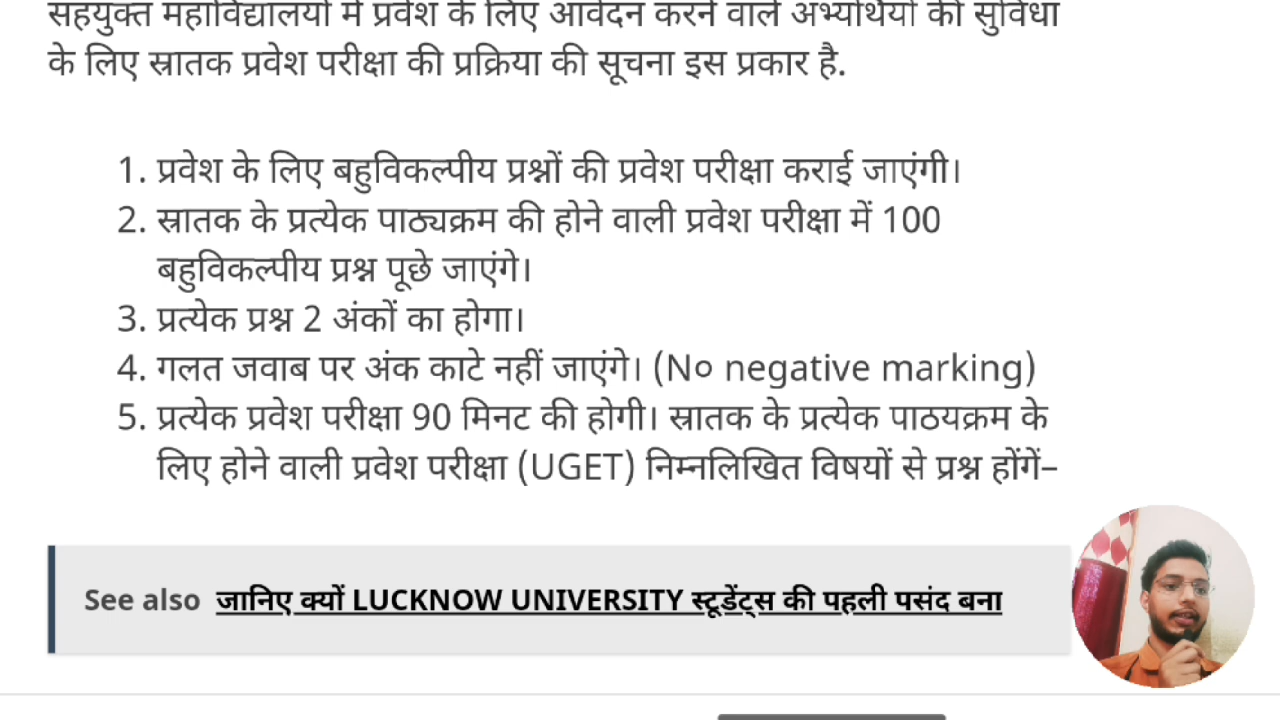 सहयुक्त महाविद्यालयों में प्रवेश के लिए आवेदन करने वाले अभ्यर्थियों की सुविधा
के लिए स्नातक प्रवेश परीक्षा की प्रक्रिया की सूचना इस प्रकार है.
1. प्रवेश के लिए बहुविकल्पीय प्रश्नों की प्रवेश परीक्षा कराई जाएंगी।
2. स्नातक के प्रत्येक पाठ्यक्रम की होने वाली प्रवेश परीक्षा में 100
बहुविकल्पीय प्रश्न पूछे जाएंगे।
3. प्रत्येक प्रश्न 2 अंकों का होगा।
4. गलत जवाब पर अंक काटे नहीं जाएंगे। (No negative marking)
5. प्रत्येक प्रवेश परीक्षा 90 मिनट की होगी। स्नातक के प्रत्येक पाठयक्रम के
लिए होने वाली प्रवेश परीक्षा (UGET) निम्नलिखित विषयों से प्रश्न होंगें–
See also जानिए क्यों LUCKNOW UNIVERSITY स्टूडेंट्स की पहली पसंद बना